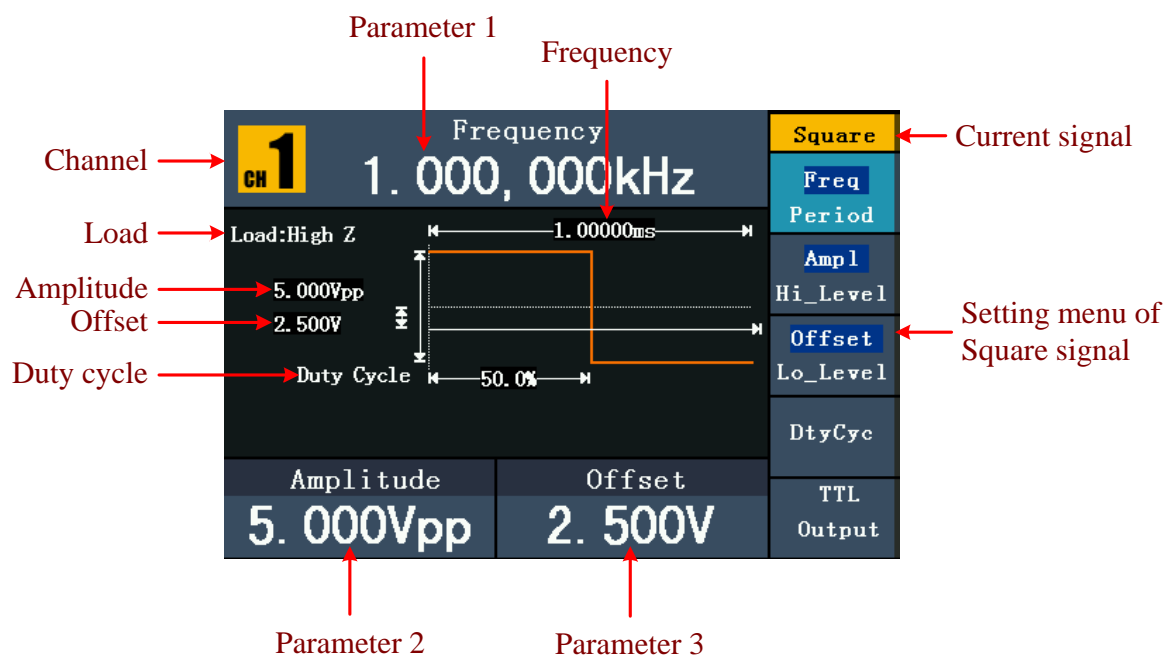 Parameter 1
Frequency
Channel
CH 1
Frequency
1. 000, 000kHz
Square
Current signal
Freq
Period
Load
Load:High Z
1. 00000ms
Ampl
Hi_Level
Amplitude
5. 000Vpp
Offset
2. 500V
Offset
Lo_Level
Setting menu of
Square signal
Duty cycle
Duty Cycle
50. 0%
DtyCyc
Amplitude
5. 000Vpp
Offset
2. 500V
TTL
Output
Parameter 2
Parameter 3